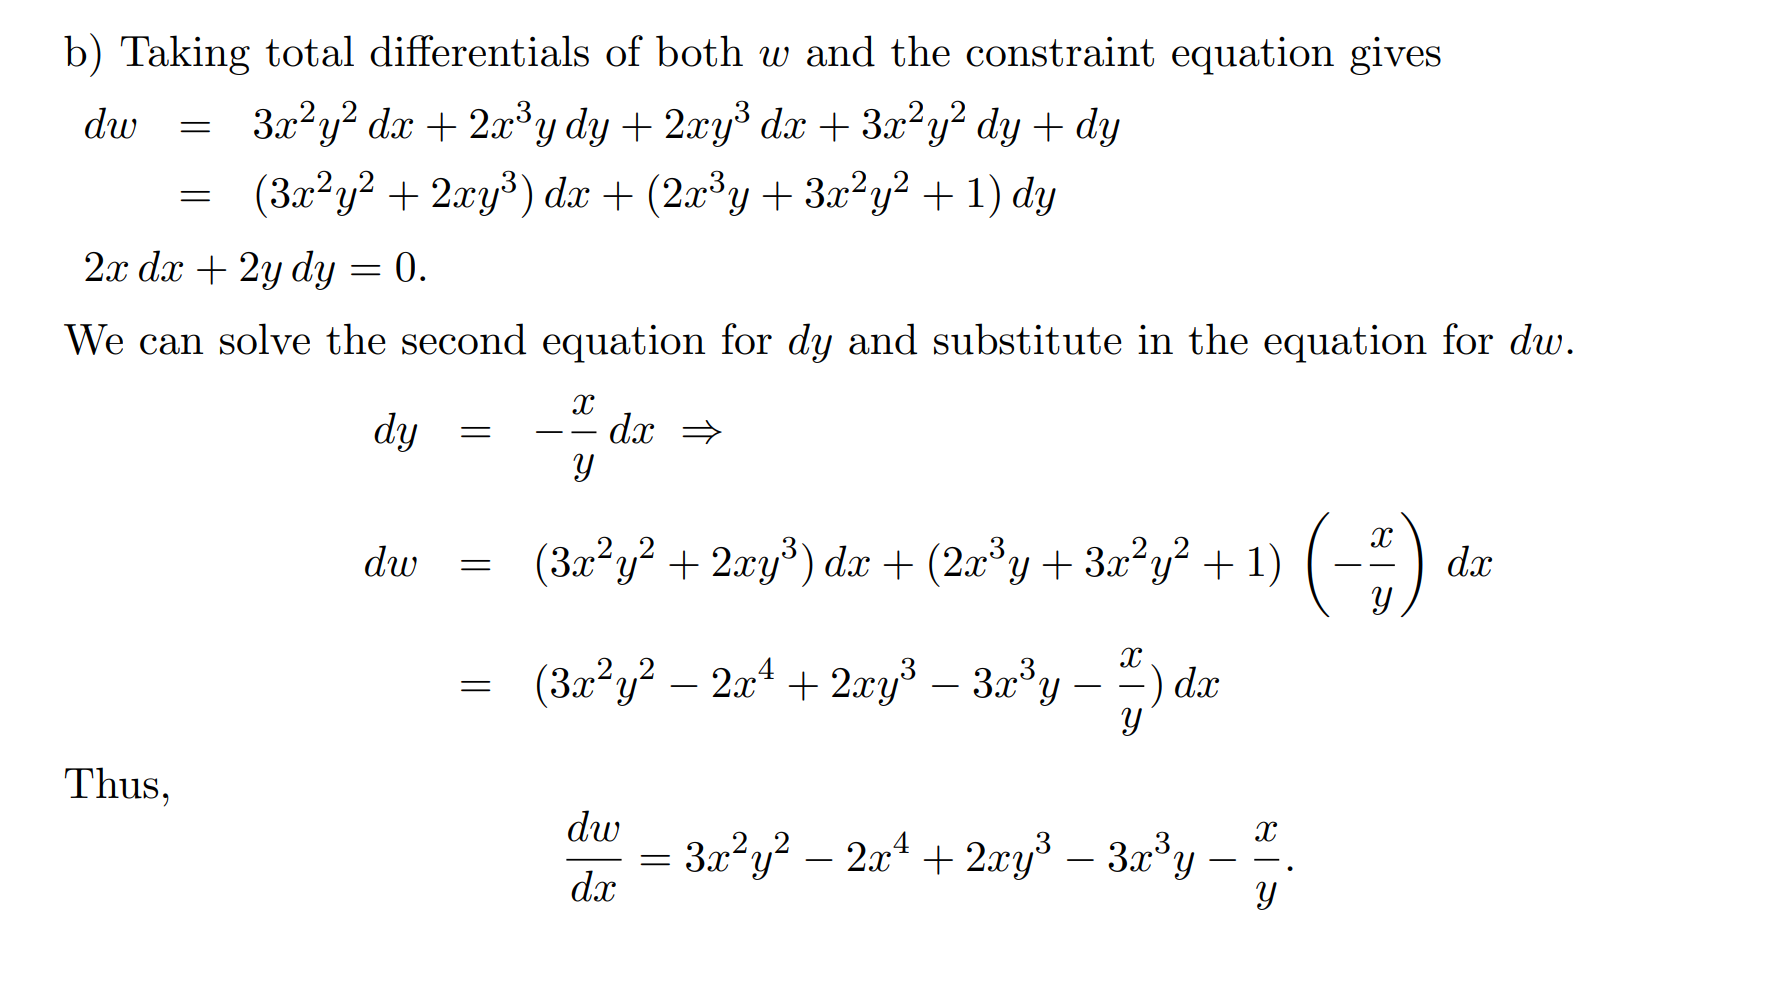 b) Taking total differentials of both w and the constraint equation gives
dw = 3x²y² dx + 2x³y dy + 2xy³ dx + 3x²y² dy + dy
= (3x²y² + 2xy³) dx + (2x³y + 3x²y² + 1) dy
2x dx + 2y dy = 0.
We can solve the second equation for dy and substitute in the equation for dw.
dy = −x/y dx ⇒
dw = (3x²y² + 2xy³) dx + (2x³y + 3x²y² + 1) (−x/y) dx
= (3x²y² − 2x⁴ + 2xy³ − 3x³y − x/y) dx
Thus,
dw/dx = 3x²y² − 2x⁴ + 2xy³ − 3x³y − x/y.